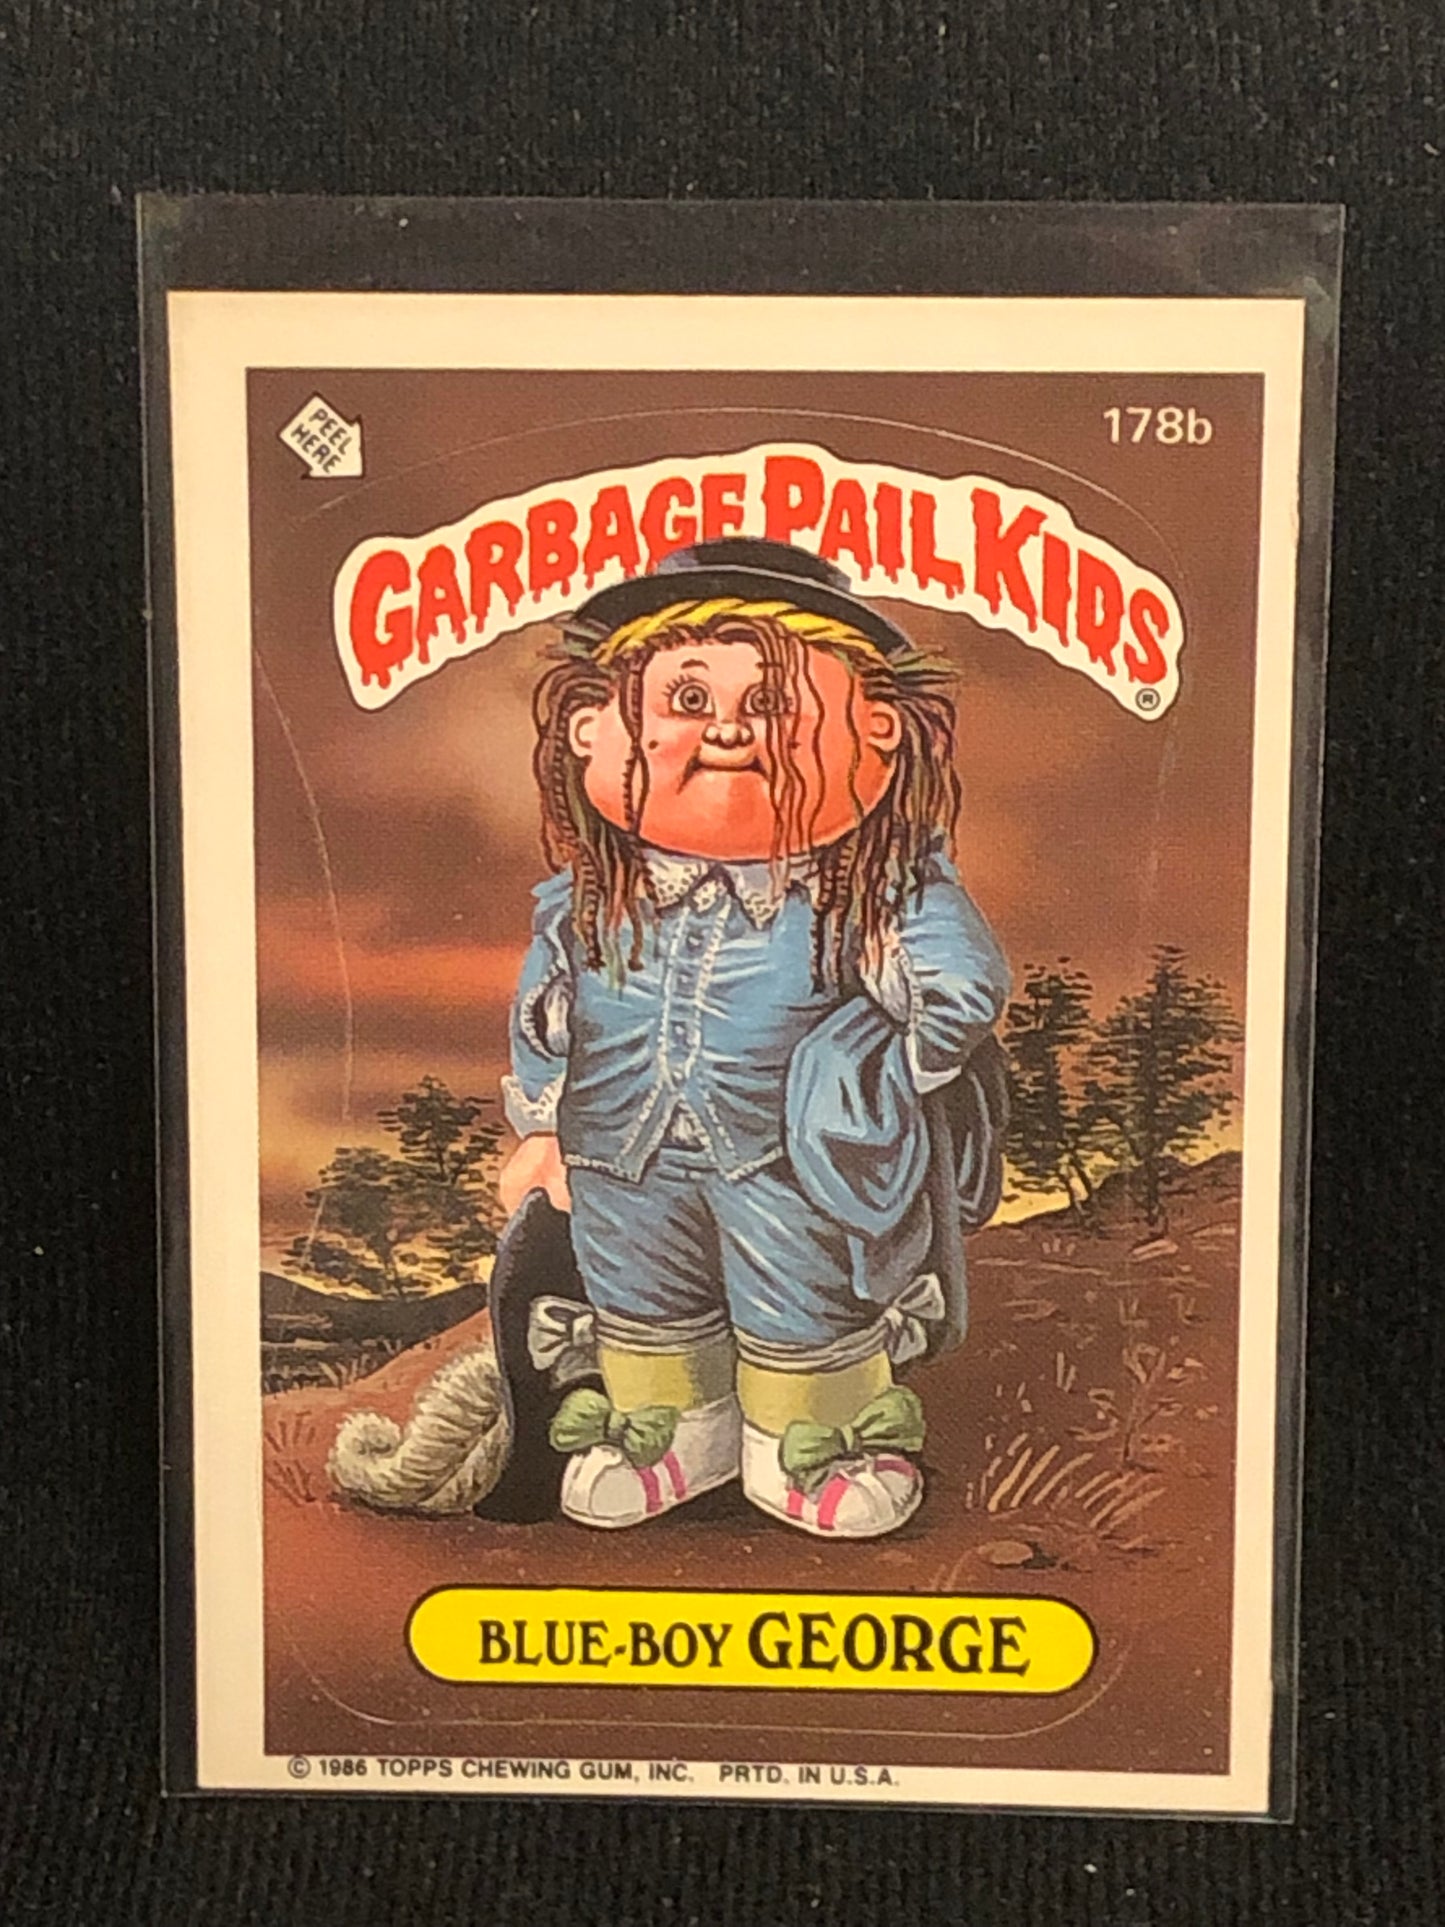 PEEL
HERE
178b
GARBAGE PAIL KIDS
®
BLUE-BOY GEORGE
© 1986 TOPPS CHEWING GUM, INC. PRTD. IN U.S.A.